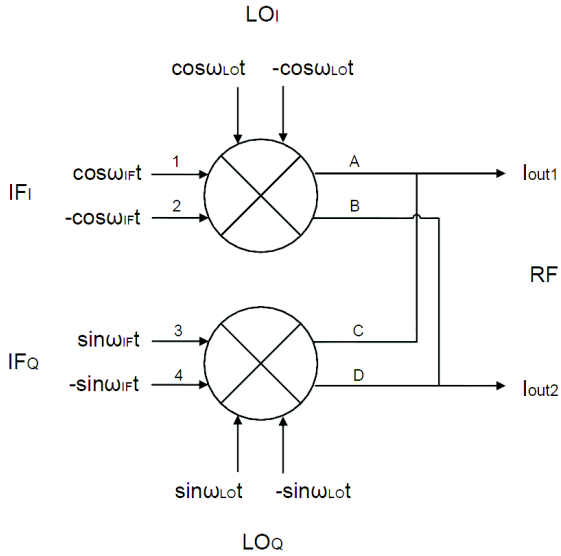 LOI
cosωLOt -cosωLOt
A
1
cosωIFt
Iout1
IFI
B
2
-cosωIFt
RF
3
C
sinωIFt
IFQ
4
D
-sinωIFt
Iout2
sinωLOt -sinωLOt
LOQ